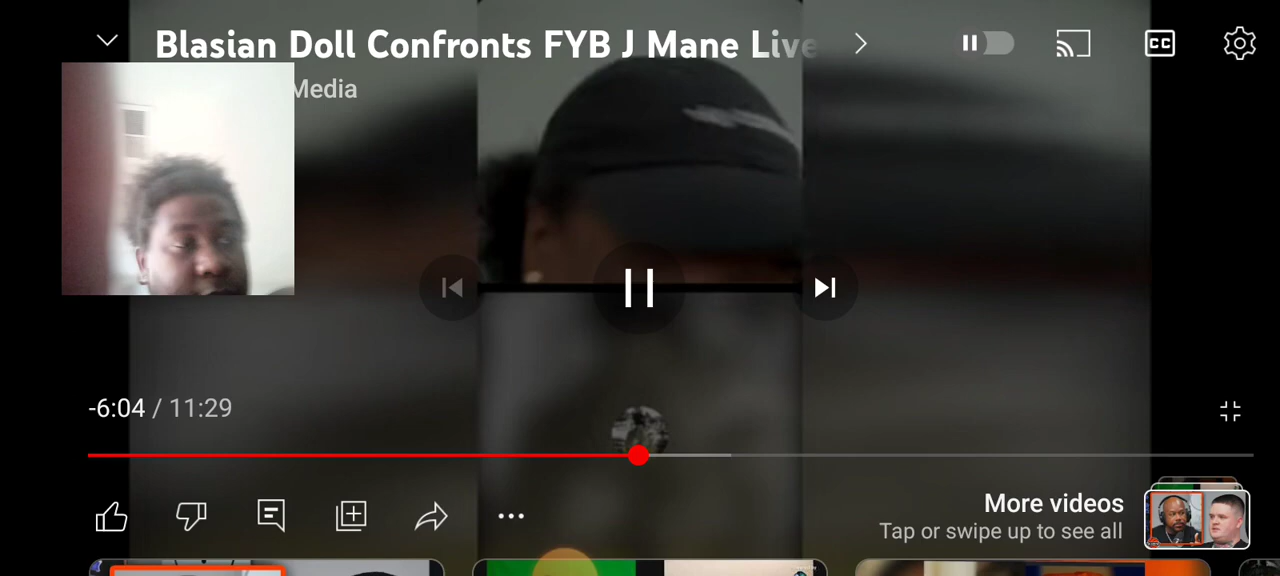 Blasian Doll Confronts FYB J Mane Live
Media
CC
-6:04 / 11:29
More videos
Tap or swipe up to see all